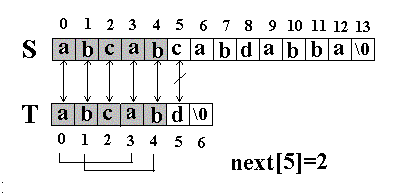 0 1 2 3 4 5 6 7 8 9 10 11 12 13
S a b c a b c a b d a b b a \0
T a b c a b d \0
0 1 2 3 4 5 6
next[5]=2